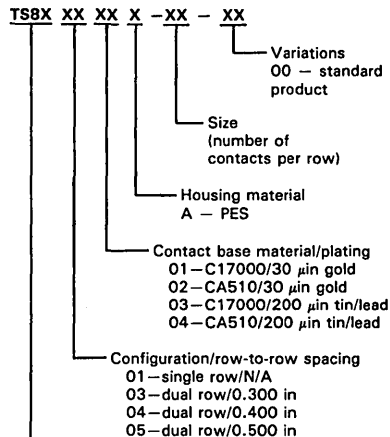 TS8X XX XX X - XX - XX
Variations
00 — standard
product
Size
(number of
contacts per row)
Housing material
A — PES
Contact base material/plating
01—C17000/30 μin gold
02—CA510/30 μin gold
03—C17000/200 μin tin/lead
04—CA510/200 μin tin/lead
Configuration/row-to-row spacing
01—single row/N/A
03—dual row/0.300 in
04—dual row/0.400 in
05—dual row/0.500 in